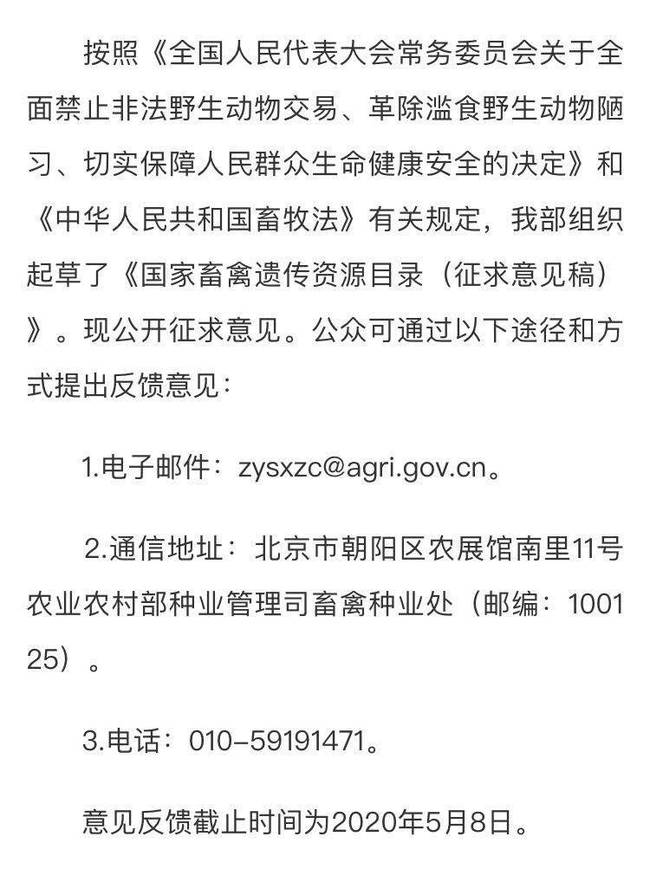 按照《全国人民代表大会常务委员会关于全
面禁止非法野生动物交易、革除滥食野生动物陋
习、切实保障人民群众生命健康安全的决定》和
《中华人民共和国畜牧法》有关规定，我部组织
起草了《国家畜禽遗传资源目录（征求意见稿）
》。现公开征求意见。公众可通过以下途径和方
式提出反馈意见：
1.电子邮件：zysxzc@agri.gov.cn。
2.通信地址：北京市朝阳区农展馆南里11号
农业农村部种业管理司畜禽种业处（邮编：1001
25）。
3.电话：010-59191471。
意见反馈截止时间为2020年5月8日。